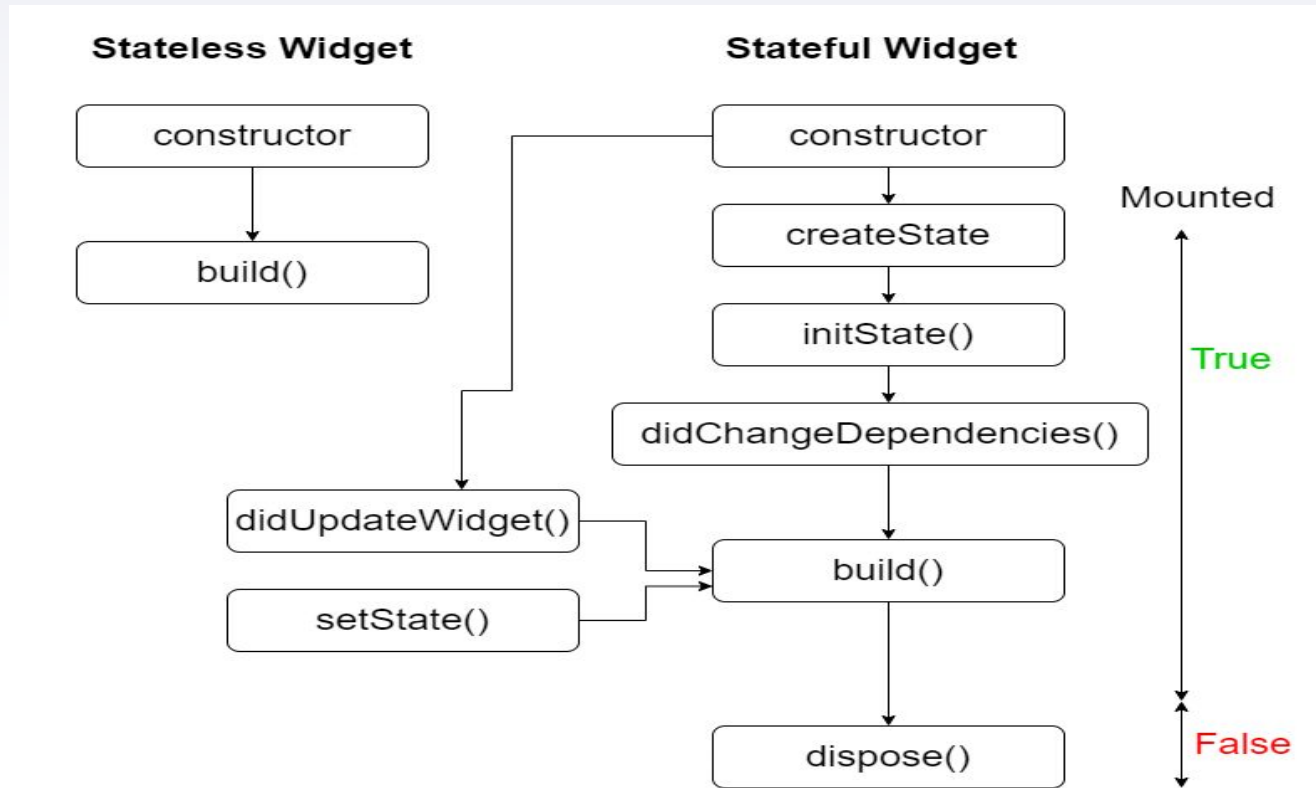 Stateless Widget
constructor
build()
Stateful Widget
constructor
createState
initState()
didChangeDependencies()
didUpdateWidget()
setState()
build()
dispose()
Mounted
True
False